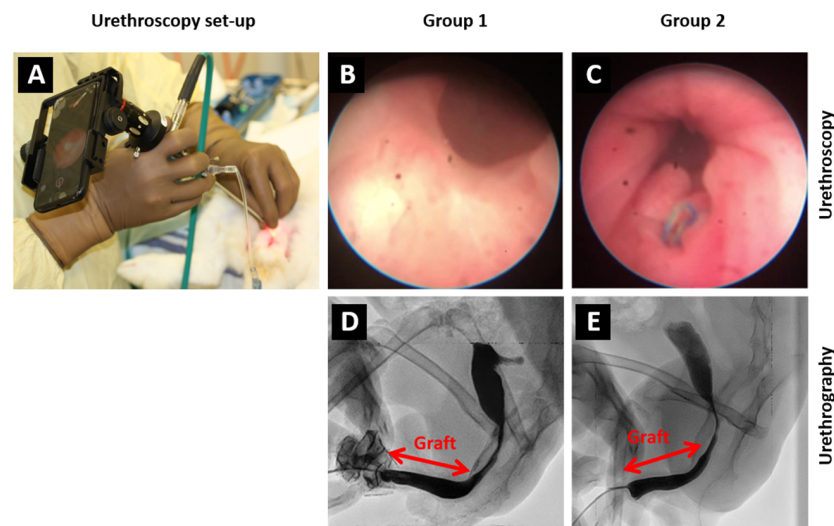 Urethroscopy set-up
Group 1
Group 2
A
B
C
Urethroscopy
D
Graft
E
Graft
Urethrography